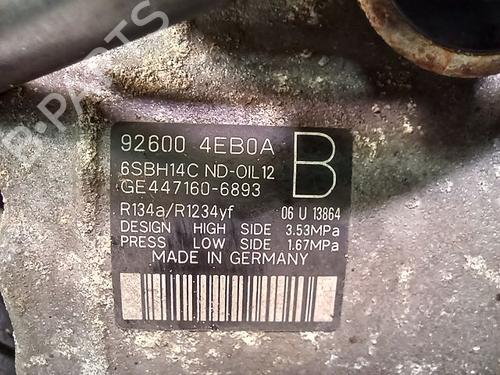 B-PARTS
92600 4EB0A
B
6SBH14C ND-OIL12
GE447160-6893
R134a/R1234yf 06 U 13864
DESIGN HIGH SIDE 3.53MPa
PRESS LOW SIDE 1.67MPa
MADE IN GERMANY